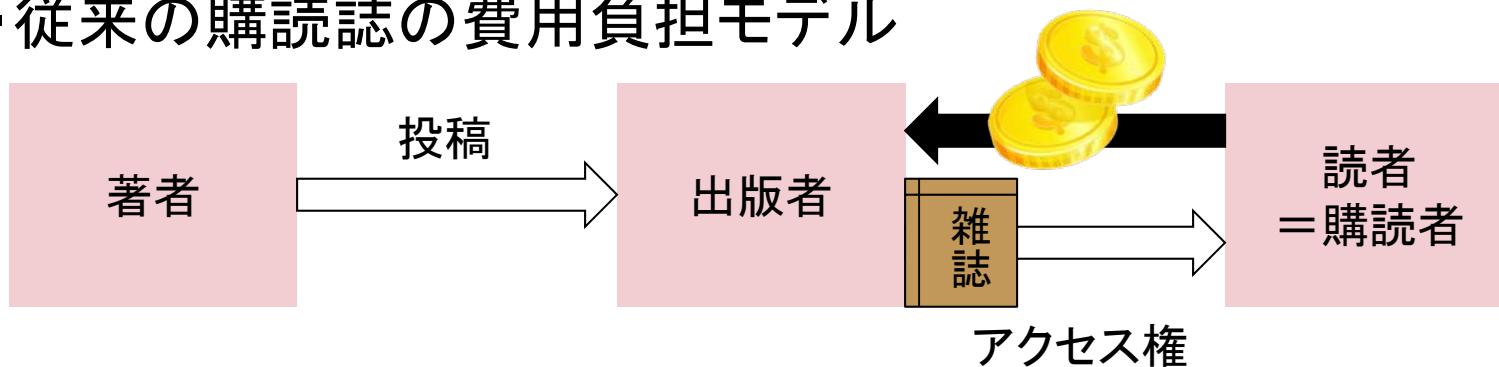 従来の購読誌の費用負担モデル
著者
投稿
出版者
雑誌
アクセス権
読者
＝購読者